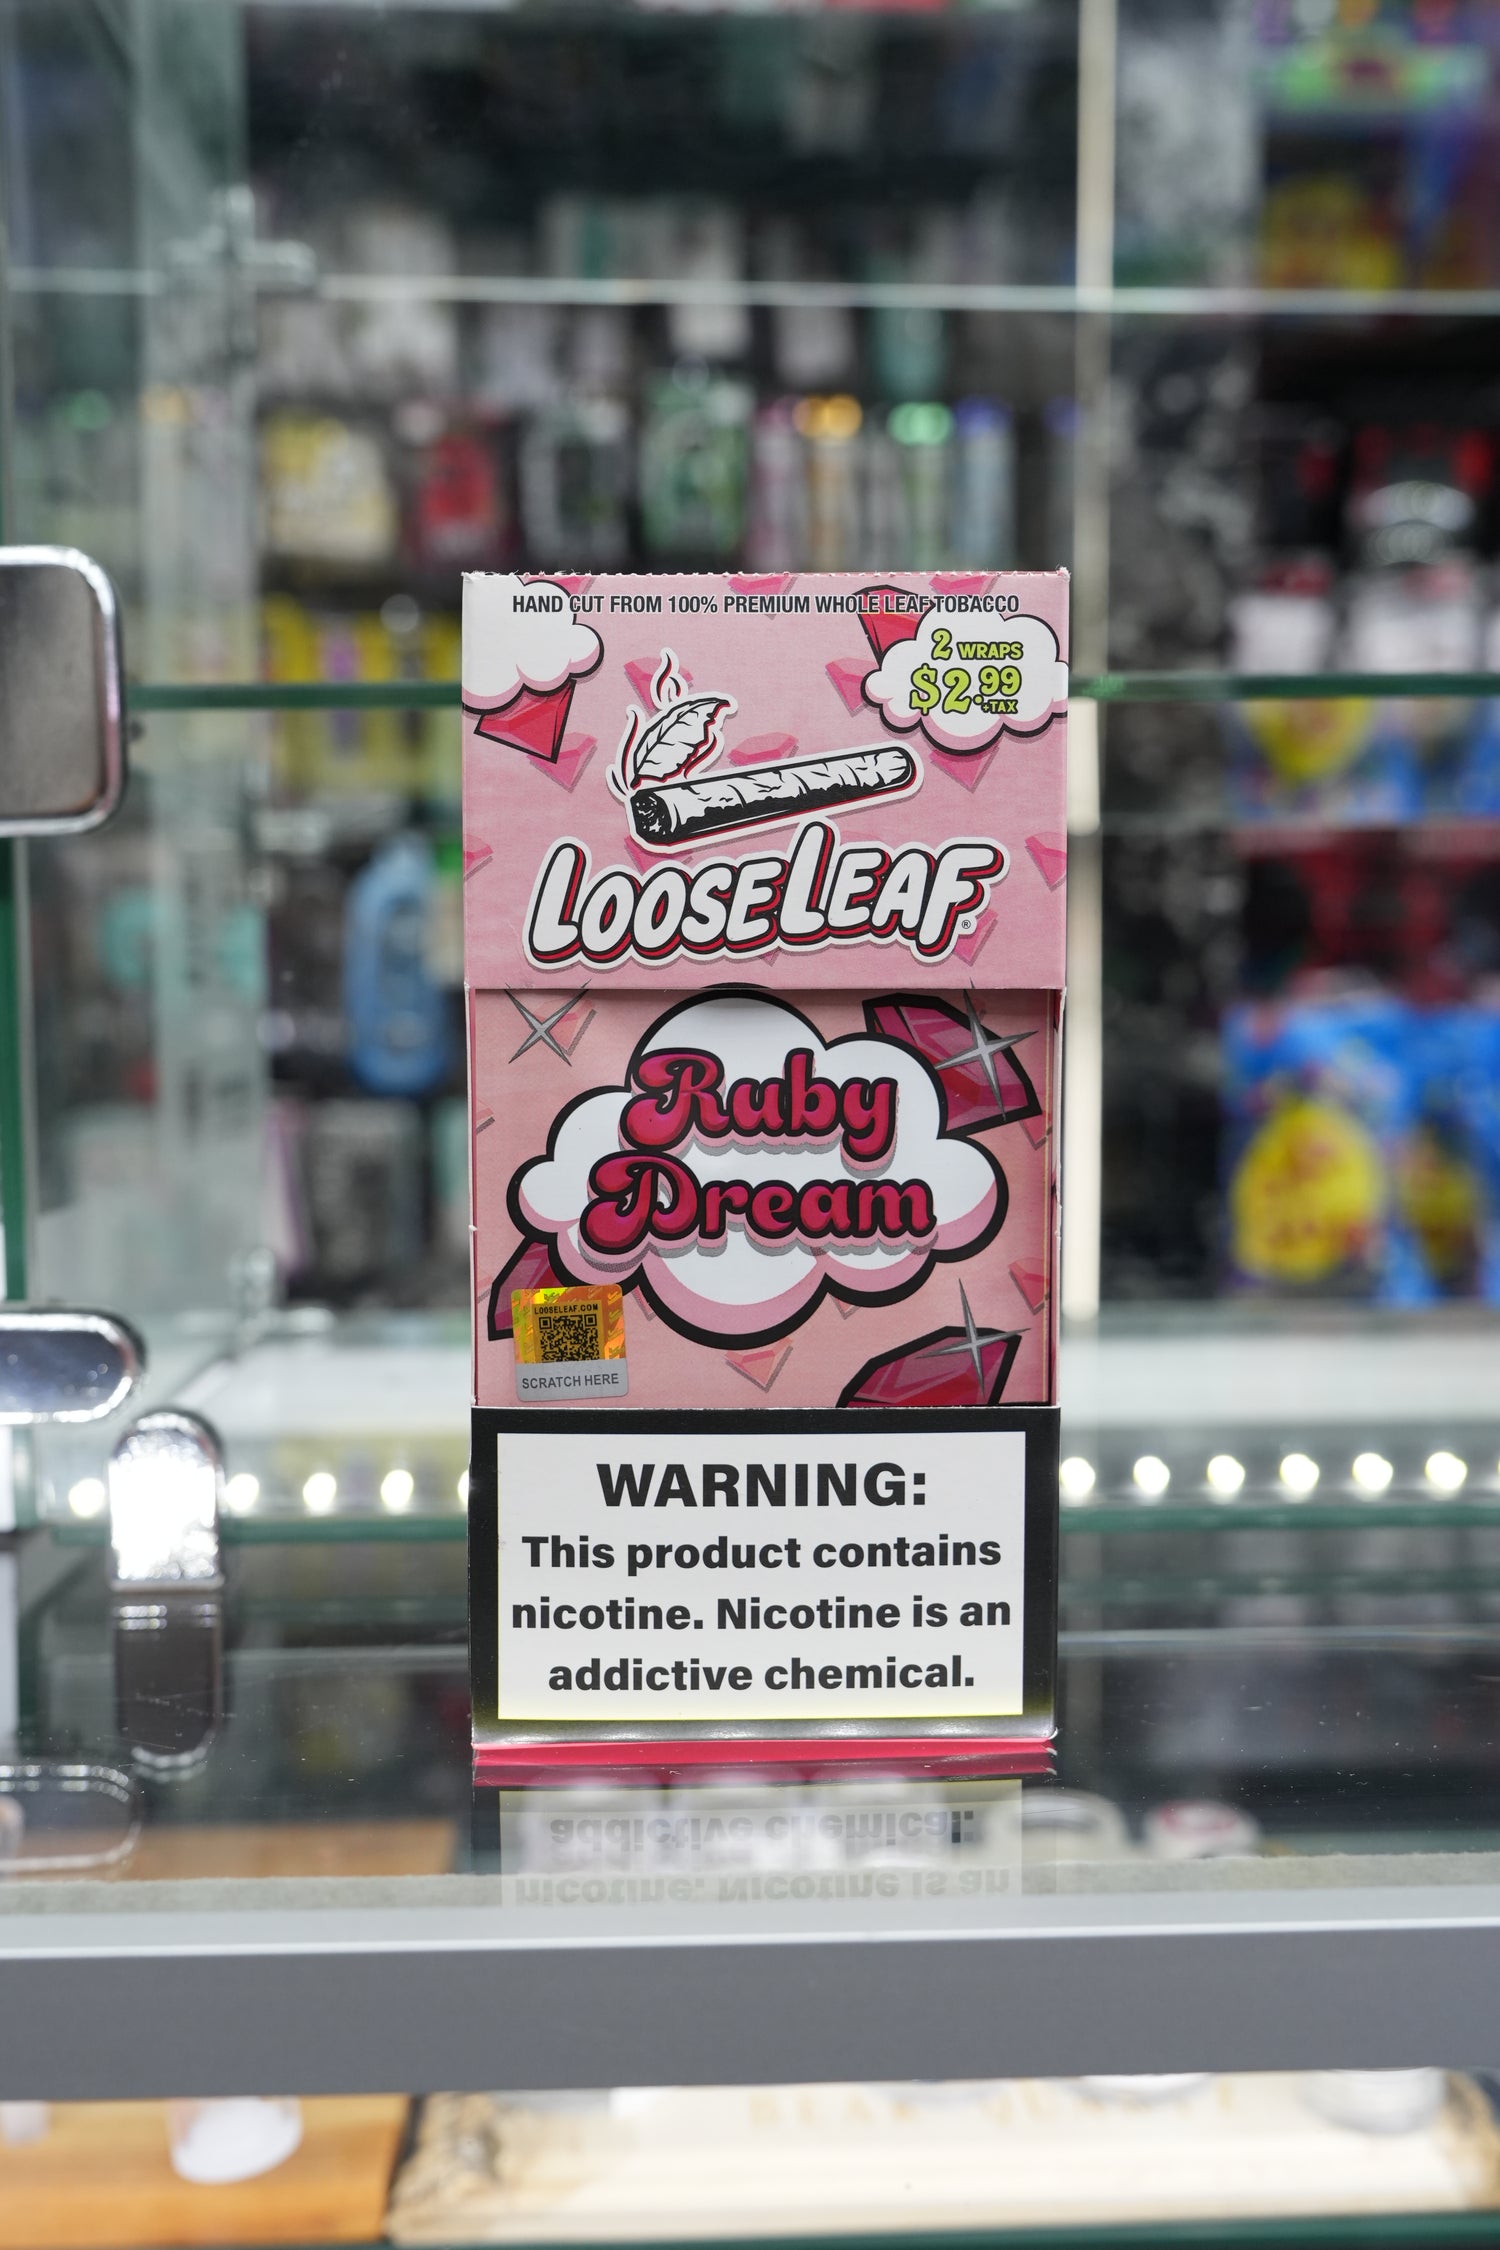 HAND CUT FROM 100% PREMIUM WHOLE LEAF TOBACCO
2 WRAPS
$2.99
+TAX
LOOSELEAF®
Ruby
Dream
LOOSELEAF.COM
SCRATCH HERE
WARNING:
This product contains
nicotine. Nicotine is an
addictive chemical.